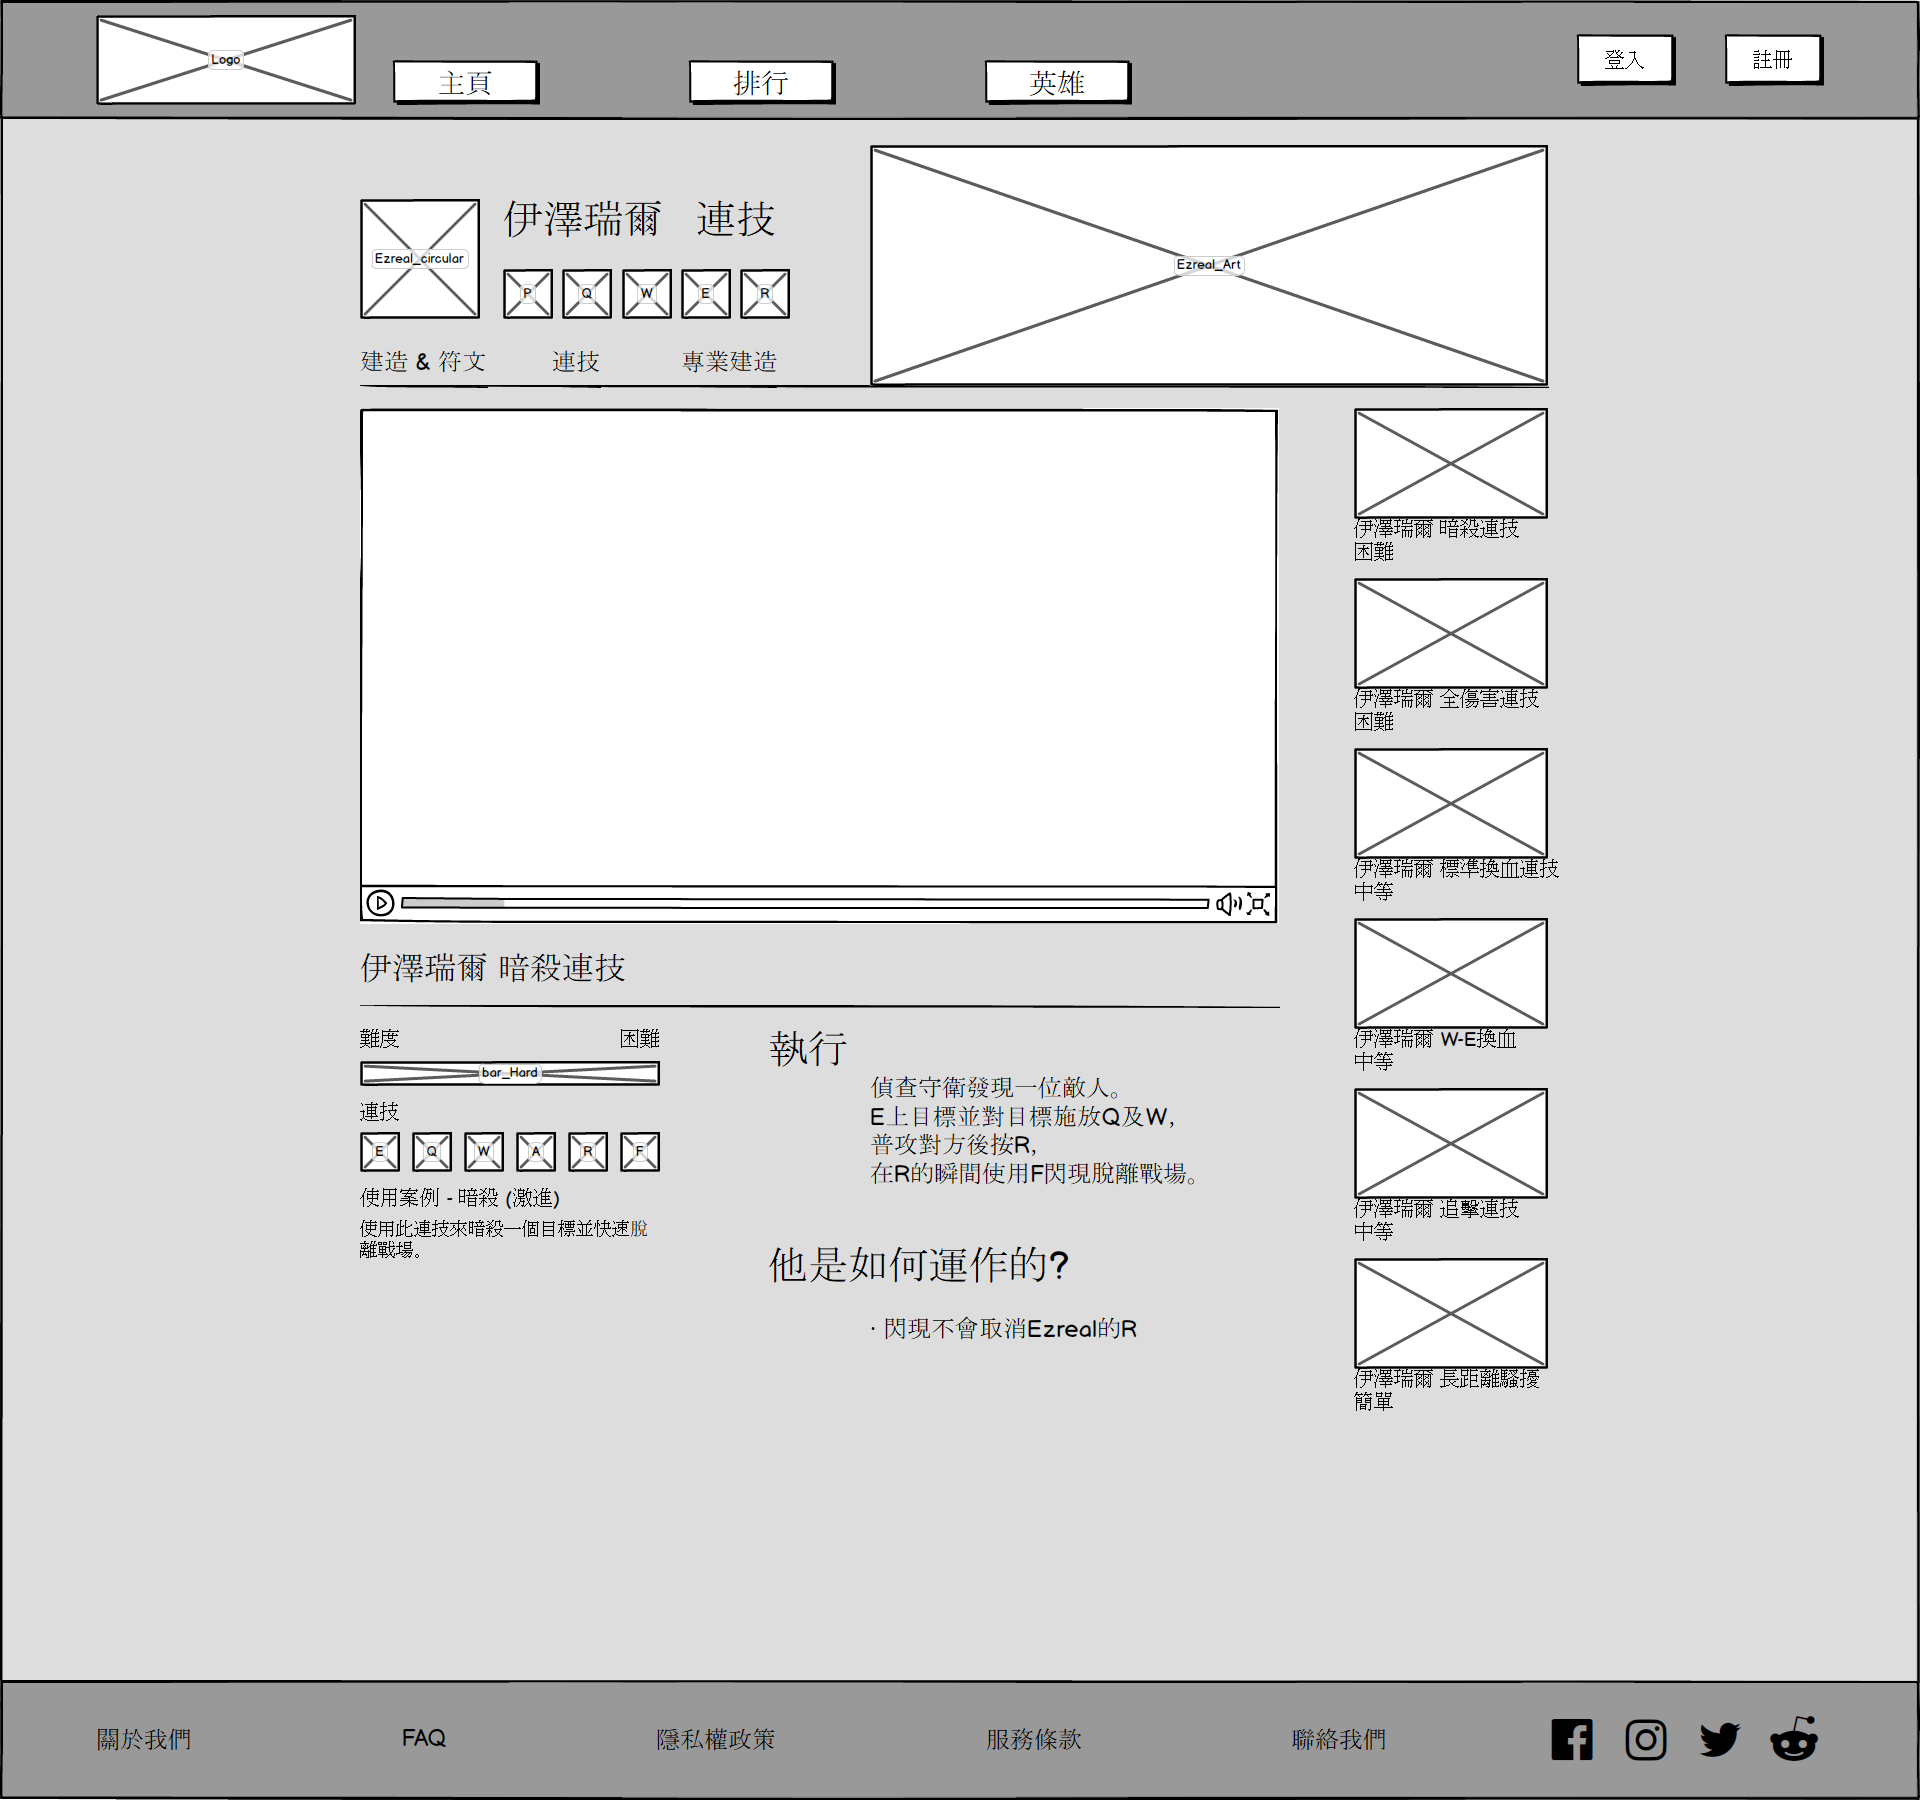 Logo
主頁
排行
英雄
登入
註冊
Ezreal_circular
伊澤瑞爾 連技
P Q W E R
Ezreal_Art
建造 & 符文
連技
專業建造
伊澤瑞爾 暗殺連技
困難
伊澤瑞爾 全傷害連技
困難
伊澤瑞爾 標準換血連技
中等
伊澤瑞爾 W-E換血
中等
伊澤瑞爾 追擊連技
中等
伊澤瑞爾 長距離騷擾
簡單
伊澤瑞爾 暗殺連技
難度
困難
bar_Hard
連技
E Q W A R F
使用案例 - 暗殺 (激進)
使用此連技來暗殺一個目標並快速脫
離戰場。
執行
偵查守衛發現一位敵人。
E上目標並對目標施放Q及W,
普攻對方後按R,
在R的瞬間使用F閃現脫離戰場。
他是如何運作的?
· 閃現不會取消Ezreal的R
關於我們
FAQ
隱私權政策
服務條款
聯絡我們